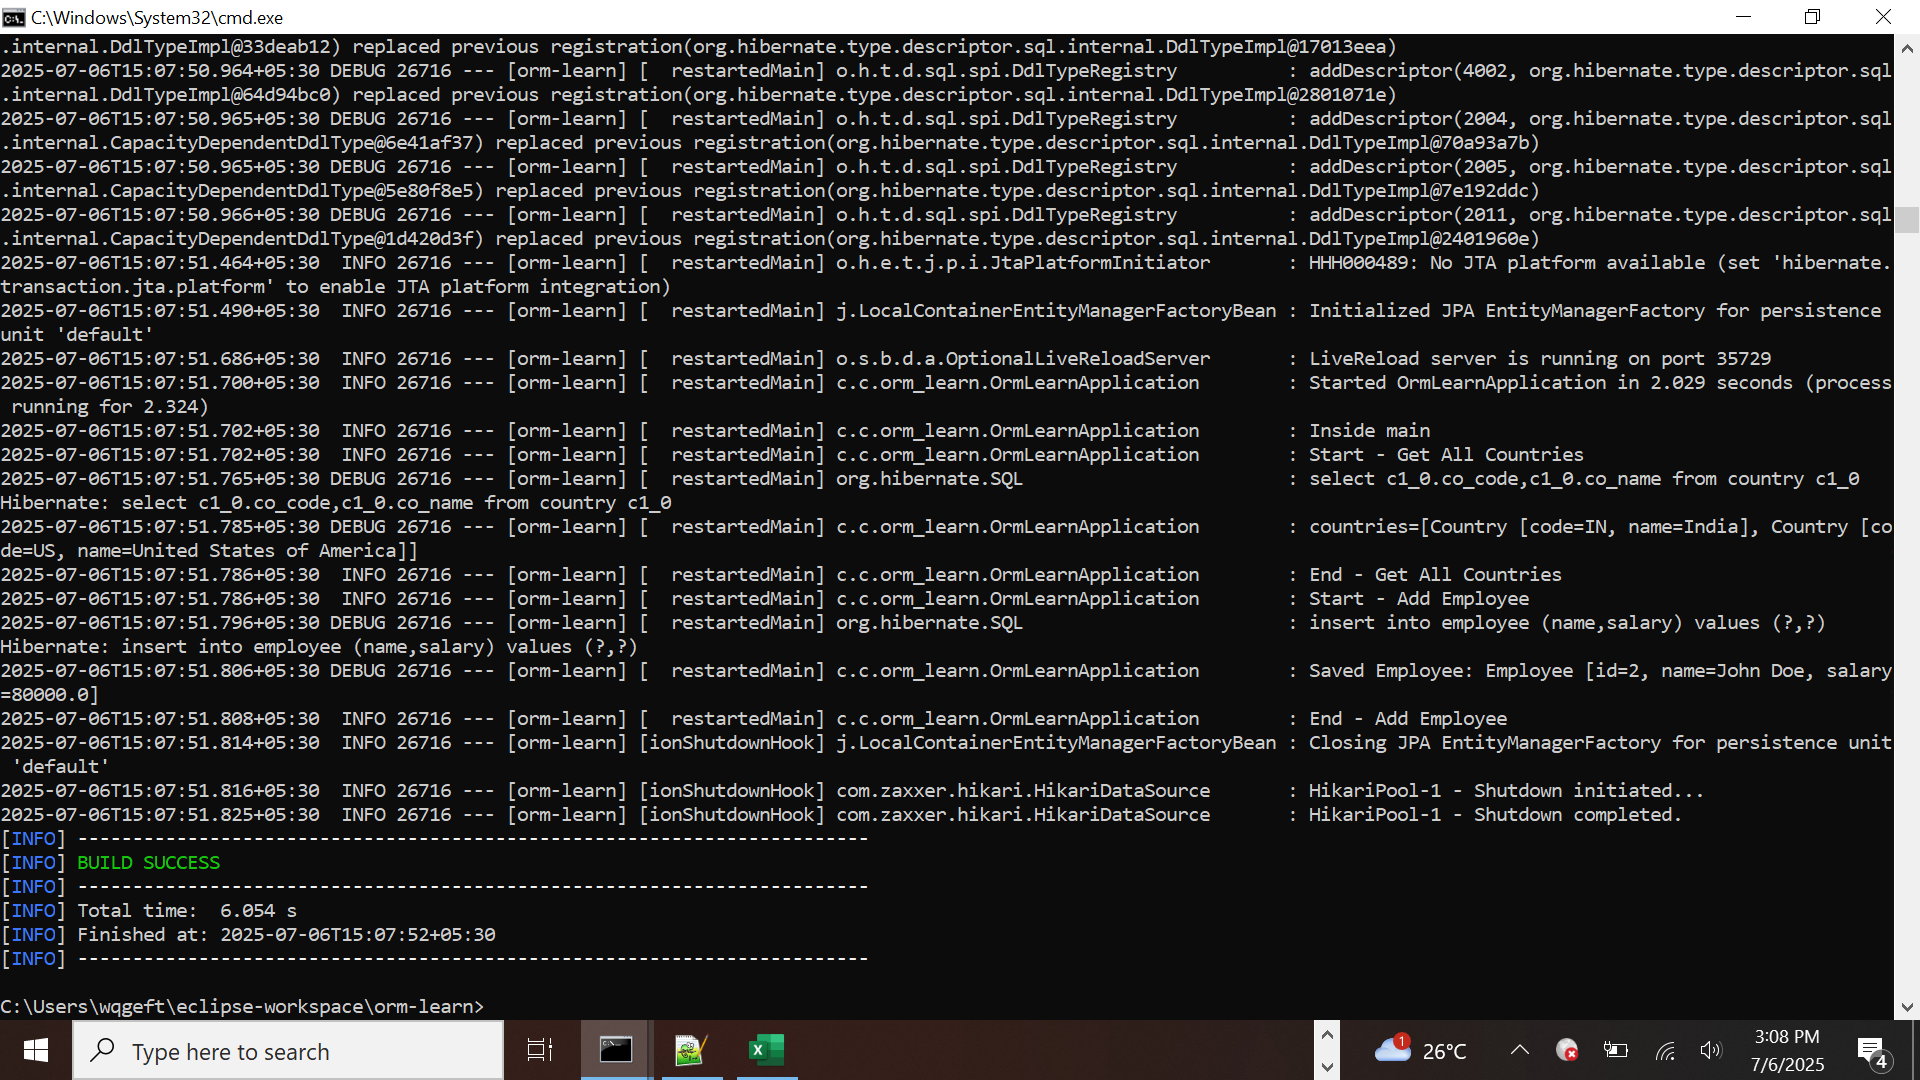 C:\Windows\System32\cmd.exe
.internal.DdlTypeImpl@33deab12) replaced previous registration(org.hibernate.type.descriptor.sql.internal.DdlTypeImpl@17013eea)
2025-07-06T15:07:50.964+05:30 DEBUG 26716 --- [orm-learn] [  restartedMain] o.h.t.d.sql.spi.DdlTypeRegistry          : addDescriptor(4002, org.hibernate.type.descriptor.sql
.internal.DdlTypeImpl@64d94bc0) replaced previous registration(org.hibernate.type.descriptor.sql.internal.DdlTypeImpl@2801071e)
2025-07-06T15:07:50.965+05:30 DEBUG 26716 --- [orm-learn] [  restartedMain] o.h.t.d.sql.spi.DdlTypeRegistry          : addDescriptor(2004, org.hibernate.type.descriptor.sql
.internal.CapacityDependentDdlType@6e41af37) replaced previous registration(org.hibernate.type.descriptor.sql.internal.DdlTypeImpl@70a93a7b)
2025-07-06T15:07:50.965+05:30 DEBUG 26716 --- [orm-learn] [  restartedMain] o.h.t.d.sql.spi.DdlTypeRegistry          : addDescriptor(2005, org.hibernate.type.descriptor.sql
.internal.CapacityDependentDdlType@5e80f8e5) replaced previous registration(org.hibernate.type.descriptor.sql.internal.DdlTypeImpl@7e192ddc)
2025-07-06T15:07:50.966+05:30 DEBUG 26716 --- [orm-learn] [  restartedMain] o.h.t.d.sql.spi.DdlTypeRegistry          : addDescriptor(2011, org.hibernate.type.descriptor.sql
.internal.CapacityDependentDdlType@1d420d3f) replaced previous registration(org.hibernate.type.descriptor.sql.internal.DdlTypeImpl@2401960e)
2025-07-06T15:07:51.464+05:30  INFO 26716 --- [orm-learn] [  restartedMain] o.h.e.t.j.p.i.JtaPlatformInitiator       : HHH000489: No JTA platform available (set 'hibernate.
transaction.jta.platform' to enable JTA platform integration)
2025-07-06T15:07:51.490+05:30  INFO 26716 --- [orm-learn] [  restartedMain] j.LocalContainerEntityManagerFactoryBean : Initialized JPA EntityManagerFactory for persistence
unit 'default'
2025-07-06T15:07:51.686+05:30  INFO 26716 --- [orm-learn] [  restartedMain] o.s.b.d.a.OptionalLiveReloadServer       : LiveReload server is running on port 35729
2025-07-06T15:07:51.700+05:30  INFO 26716 --- [orm-learn] [  restartedMain] c.c.orm_learn.OrmLearnApplication        : Started OrmLearnApplication in 2.029 seconds (process
 running for 2.324)
2025-07-06T15:07:51.702+05:30  INFO 26716 --- [orm-learn] [  restartedMain] c.c.orm_learn.OrmLearnApplication        : Inside main
2025-07-06T15:07:51.702+05:30  INFO 26716 --- [orm-learn] [  restartedMain] c.c.orm_learn.OrmLearnApplication        : Start - Get All Countries
2025-07-06T15:07:51.765+05:30 DEBUG 26716 --- [orm-learn] [  restartedMain] org.hibernate.SQL                        : select c1_0.co_code,c1_0.co_name from country c1_0
Hibernate: select c1_0.co_code,c1_0.co_name from country c1_0
2025-07-06T15:07:51.785+05:30 DEBUG 26716 --- [orm-learn] [  restartedMain] c.c.orm_learn.OrmLearnApplication        : countries=[Country [code=IN, name=India], Country [co
de=US, name=United States of America]]
2025-07-06T15:07:51.786+05:30  INFO 26716 --- [orm-learn] [  restartedMain] c.c.orm_learn.OrmLearnApplication        : End - Get All Countries
2025-07-06T15:07:51.786+05:30  INFO 26716 --- [orm-learn] [  restartedMain] c.c.orm_learn.OrmLearnApplication        : Start - Add Employee
2025-07-06T15:07:51.796+05:30 DEBUG 26716 --- [orm-learn] [  restartedMain] org.hibernate.SQL                        : insert into employee (name,salary) values (?,?)
Hibernate: insert into employee (name,salary) values (?,?)
2025-07-06T15:07:51.806+05:30 DEBUG 26716 --- [orm-learn] [  restartedMain] c.c.orm_learn.OrmLearnApplication        : Saved Employee: Employee [id=2, name=John Doe, salary
=80000.0]
2025-07-06T15:07:51.808+05:30  INFO 26716 --- [orm-learn] [  restartedMain] c.c.orm_learn.OrmLearnApplication        : End - Add Employee
2025-07-06T15:07:51.814+05:30  INFO 26716 --- [orm-learn] [ionShutdownHook] j.LocalContainerEntityManagerFactoryBean : Closing JPA EntityManagerFactory for persistence unit
 'default'
2025-07-06T15:07:51.816+05:30  INFO 26716 --- [orm-learn] [ionShutdownHook] com.zaxxer.hikari.HikariDataSource       : HikariPool-1 - Shutdown initiated...
2025-07-06T15:07:51.825+05:30  INFO 26716 --- [orm-learn] [ionShutdownHook] com.zaxxer.hikari.HikariDataSource       : HikariPool-1 - Shutdown completed.
[INFO] ------------------------------------------------------------------------
[INFO] BUILD SUCCESS
[INFO] ------------------------------------------------------------------------
[INFO] Total time:  6.054 s
[INFO] Finished at: 2025-07-06T15:07:52+05:30
[INFO] ------------------------------------------------------------------------
C:\Users\wqgeft\eclipse-workspace\orm-learn>
Type here to search
1
26°C
3:08 PM
7/6/2025
4